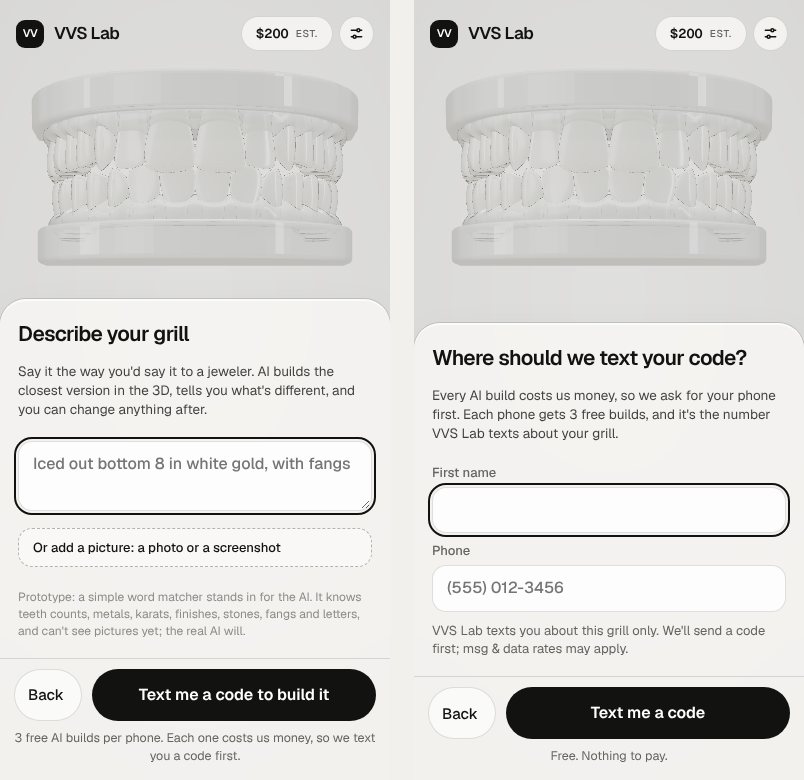 VV VVS Lab $200 EST.
Describe your grill
Say it the way you'd say it to a jeweler. AI builds the
closest version in the 3D, tells you what's different, and
you can change anything after.
Iced out bottom 8 in white gold, with fangs
Or add a picture: a photo or a screenshot
Prototype: a simple word matcher stands in for the AI. It knows
teeth counts, metals, karats, finishes, stones, fangs and letters,
and can't see pictures yet; the real AI will.
Back Text me a code to build it
3 free AI builds per phone. Each one costs us money, so we text
you a code first.
VV VVS Lab $200 EST.
Where should we text your code?
Every AI build costs us money, so we ask for your phone
first. Each phone gets 3 free builds, and it's the number
VVS Lab texts about your grill.
First name
Phone
(555) 012-3456
VVS Lab texts you about this grill only. We'll send a code
first; msg & data rates may apply.
Back Text me a code
Free. Nothing to pay.